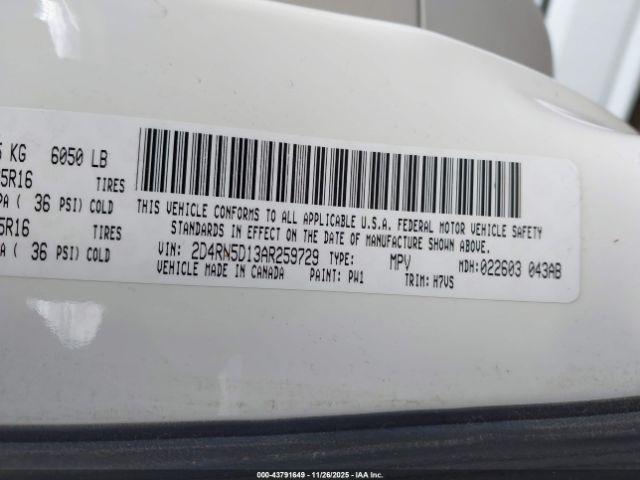 KG 6050 LB
5R16 TIRES
PA ( 36 PSI) COLD
5R16 TIRES
PA ( 36 PSI) COLD
THIS VEHICLE CONFORMS TO ALL APPLICABLE U.S.A. FEDERAL MOTOR VEHICLE SAFETY
STANDARDS IN EFFECT ON THE DATE OF MANUFACTURE SHOWN ABOVE.
VIN: 2D4RN5D13AR259729 TYPE: MPV MDH: 022603 043AB
VEHICLE MADE IN CANADA PAINT: PW1 TRIM: H7VS
000-43791649 - 11/26/2025 - IAAI, Inc.